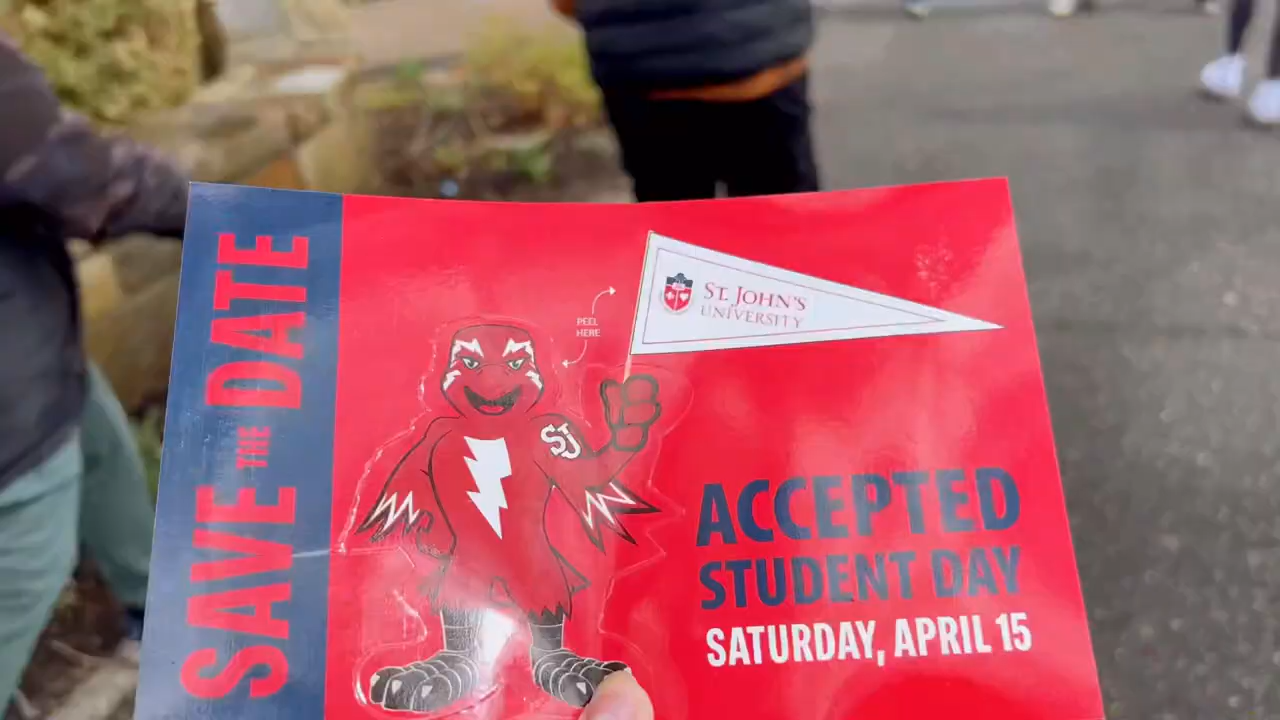 SAVE THE DATE
PEEL
HERE
ST. JOHN'S
UNIVERSITY
SJ
ACCEPTED
STUDENT DAY
SATURDAY, APRIL 15